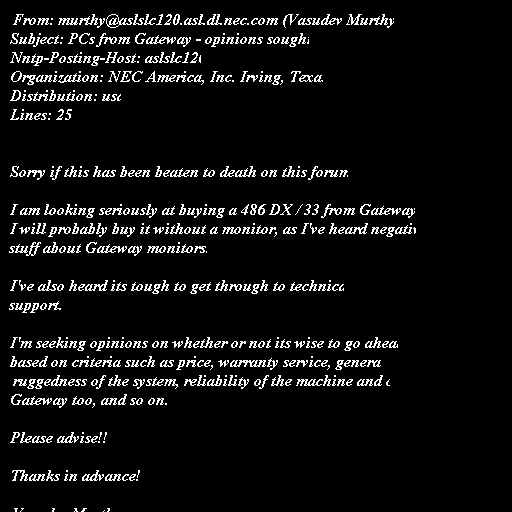 From: murthy@aslslc120.asl.dl.nec.com (Vasudev Murthy
Subject: PCs from Gateway - opinions sought
Nntp-Posting-Host: aslslc120
Organization: NEC America, Inc. Irving, Texas
Distribution: usa
Lines: 25
Sorry if this has been beaten to death on this forum
I am looking seriously at buying a 486 DX / 33 from Gateway
I will probably buy it without a monitor, as I've heard negativ
stuff about Gateway monitors.
I've also heard its tough to get through to technica
support.
I'm seeking opinions on whether or not its wise to go ahea
based on criteria such as price, warranty service, genera
ruggedness of the system, reliability of the machine and
Gateway too, and so on.
Please advise!!
Thanks in advance!